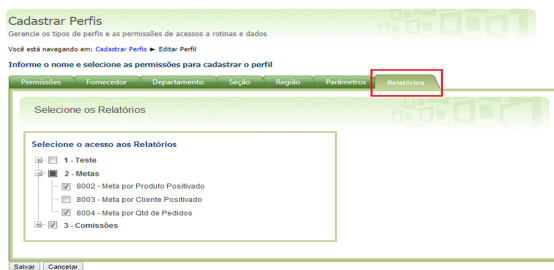 Cadastrar Perfis
Gerencie os tipos de perfis e as permissões de acessos a rotinas e dados
Você está navegando em: Cadastrar Perfis ► Editar Perfil
Informe o nome e selecione as permissões para cadastrar o perfil
Permissões Fornecedor Departamento Seção Região Parâmetros Relatórios
Selecione os Relatórios
Selecione o acesso aos Relatórios
1 - Teste
2 - Metas
8002 - Meta por Produto Positivado
8003 - Meta por Cliente Positivado
8004 - Meta por Qtd de Pedidos
3 - Comissões
Salvar Cancelar